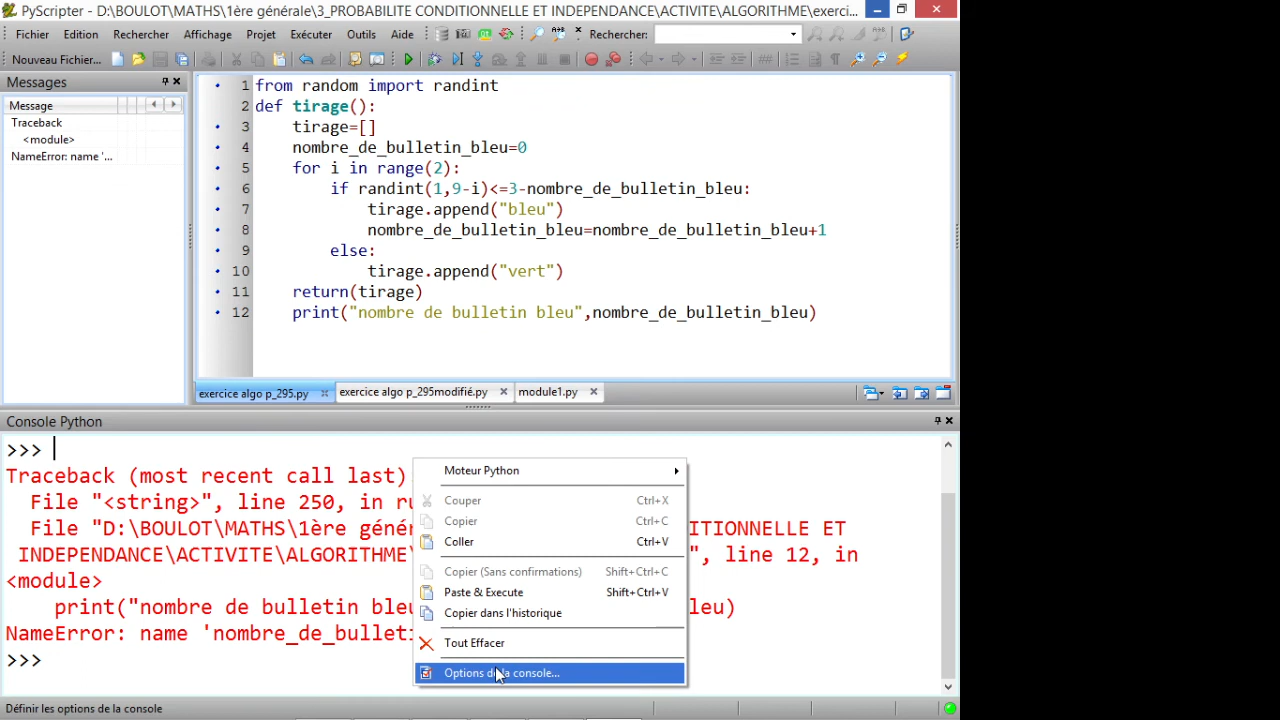 PyScripter - D:\BOULOT\MATHS\1ère générale\3_PROBABILITE CONDITIONNELLE ET INDEPENDANCE\ACTIVITE\ALGORITHME\exerci...
Fichier Edition Rechercher Affichage Projet Exécuter Outils Aide Rechercher:
Nouveau Fichier...
Messages
Message
Traceback
<module>
NameError: name '...
1 from random import randint
2 def tirage():
3 tirage=[]
4 nombre_de_bulletin_bleu=0
5 for i in range(2):
6 if randint(1,9-i)<=3-nombre_de_bulletin_bleu:
7 tirage.append("bleu")
8 nombre_de_bulletin_bleu=nombre_de_bulletin_bleu+1
9 else:
10 tirage.append("vert")
11 return(tirage)
12 print("nombre de bulletin bleu",nombre_de_bulletin_bleu)
exercice algo p_295.py exercice algo p_295modifié.py module1.py
Console Python
>>>
Traceback (most recent call last)
File "<string>", line 250, in
File "D:\BOULOT\MATHS\1ère ET
INDEPENDANCE\ACTIVITE\ALGORITHME\ ", line 12, in
<module>
print("nombre de bulletin
NameError: name
>>>
Moteur Python
Couper Ctrl+X
Copier Ctrl+C
Coller Ctrl+V
Copier (Sans confirmations) Shift+Ctrl+C
Paste & Execute Shift+Ctrl+V
Copier dans l'historique
Tout Effacer
Options de la console...
Définir les options de la console